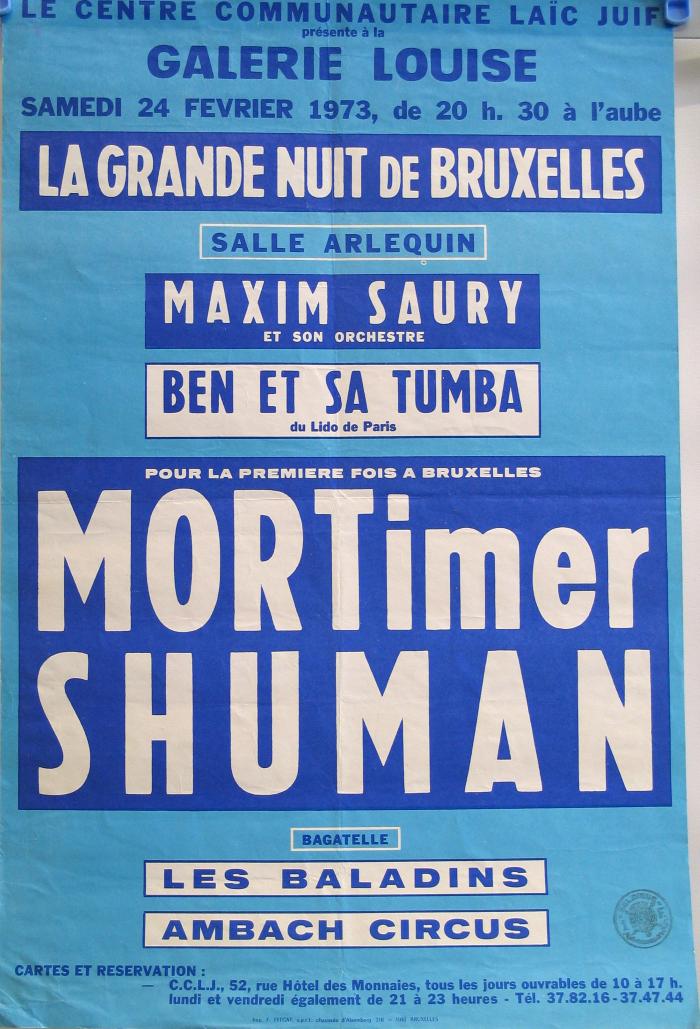 LE CENTRE COMMUNAUTAIRE LAÏC JUIF
présente à la
GALERIE LOUISE
SAMEDI 24 FEVRIER 1973, de 20 h. 30 à l'aube
LA GRANDE NUIT DE BRUXELLES
SALLE ARLEQUIN
MAXIM SAURY
ET SON ORCHESTRE
BEN ET SA TUMBA
du Lido de Paris
POUR LA PREMIERE FOIS A BRUXELLES
MORTimer
SHUMAN
BAGATELLE
LES BALADINS
AMBACH CIRCUS
CARTES ET RESERVATION :
— C.C.L.J., 52, rue Hôtel des Monnaies, tous les jours ouvrables de 10 à 17 h.
lundi et vendredi également de 21 à 23 heures - Tél. 37.82.16 - 37.47.44
chaussée d'Alsemberg BRUXELLES